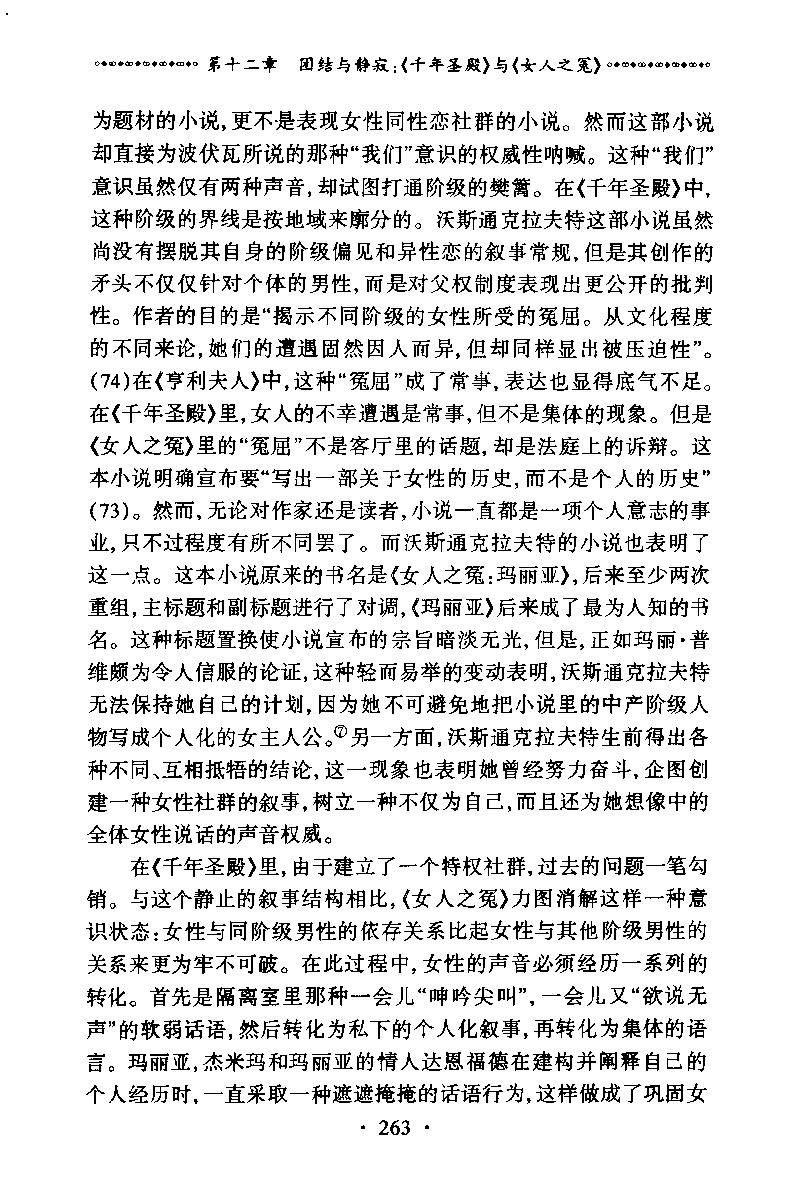 第十二章 团结与静寂:《千年圣殿》与《女人之冤》
为题材的小说,更不是表现女性同性恋社群的小说。然而这部小说
却直接为波伏瓦所说的那种“我们”意识的权威性呐喊。这种“我们”
意识虽然仅有两种声音,却试图打通阶级的樊篱。在《千年圣殿》中,
这种阶级的界线是按地域来廓分的。沃斯通克拉夫特这部小说虽然
尚没有摆脱其自身的阶级偏见和异性恋的叙事常规,但是其创作的
矛头不仅仅针对个体的男性,而是对父权制度表现出更公开的批判
性。作者的目的是“揭示不同阶级的女性所受的冤屈。从文化程度
的不同来论,她们的遭遇固然因人而异,但却同样显出被压迫性”。
(74)在《亨利夫人》中,这种“冤屈”成了常事,表达也显得底气不足。
在《千年圣殿》里,女人的不幸遭遇是常事,但不是集体的现象。但是
《女人之冤》里的“冤屈”不是客厅里的话题,却是法庭上的诉辩。这
本小说明确宣布要“写出一部关于女性的历史,而不是个人的历史”
(73)。然而,无论对作家还是读者,小说一直都是一项个人意志的事
业,只不过程度有所不同罢了。而沃斯通克拉夫特的小说也表明了
这一点。这本小说原来的书名是《女人之冤:玛丽亚》,后来至少两次
重组,主标题和副标题进行了对调,《玛丽亚》后来成了最为人知的书
名。这种标题置换使小说宣布的宗旨暗淡无光,但是,正如玛丽·普
维颇为令人信服的论证,这种轻而易举的变动表明,沃斯通克拉夫特
无法保持她自己的计划,因为她不可避免地把小说里的中产阶级人
物写成个人化的女主人公。⑦另一方面,沃斯通克拉夫特生前得出各
种不同、互相抵牾的结论,这一现象也表明她曾经努力奋斗,企图创
建一种女性社群的叙事,树立一种不仅为自己,而且还为她想像中的
全体女性说话的声音权威。
在《千年圣殿》里,由于建立了一个特权社群,过去的问题一笔勾
销。与这个静止的叙事结构相比,《女人之冤》力图消解这样一种意
识状态:女性与同阶级男性的依存关系比起女性与其他阶级男性的
关系来更为牢不可破。在此过程中,女性的声音必须经历一系列的
转化。首先是隔离室里那种一会儿“呻吟尖叫”,一会儿又“欲说无
声”的软弱话语,然后转化为私下的个人化叙事,再转化为集体的语
言。玛丽亚,杰米玛和玛丽亚的情人达恩福德在建构并阐释自己的
个人经历时,一直采取一种遮遮掩掩的话语行为,这样做成了巩固女
· 263 ·